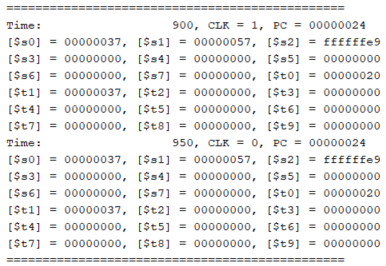 ===============================================
Time:                 900, CLK = 1, PC = 00000024
[$s0] = 00000037, [$s1] = 00000057, [$s2] = ffffffe9
[$s3] = 00000000, [$s4] = 00000000, [$s5] = 00000000
[$s6] = 00000000, [$s7] = 00000000, [$t0] = 00000020
[$t1] = 00000037, [$t2] = 00000000, [$t3] = 00000000
[$t4] = 00000000, [$t5] = 00000000, [$t6] = 00000000
[$t7] = 00000000, [$t8] = 00000000, [$t9] = 00000000
Time:                 950, CLK = 0, PC = 00000024
[$s0] = 00000037, [$s1] = 00000057, [$s2] = ffffffe9
[$s3] = 00000000, [$s4] = 00000000, [$s5] = 00000000
[$s6] = 00000000, [$s7] = 00000000, [$t0] = 00000020
[$t1] = 00000037, [$t2] = 00000000, [$t3] = 00000000
[$t4] = 00000000, [$t5] = 00000000, [$t6] = 00000000
[$t7] = 00000000, [$t8] = 00000000, [$t9] = 00000000
===============================================